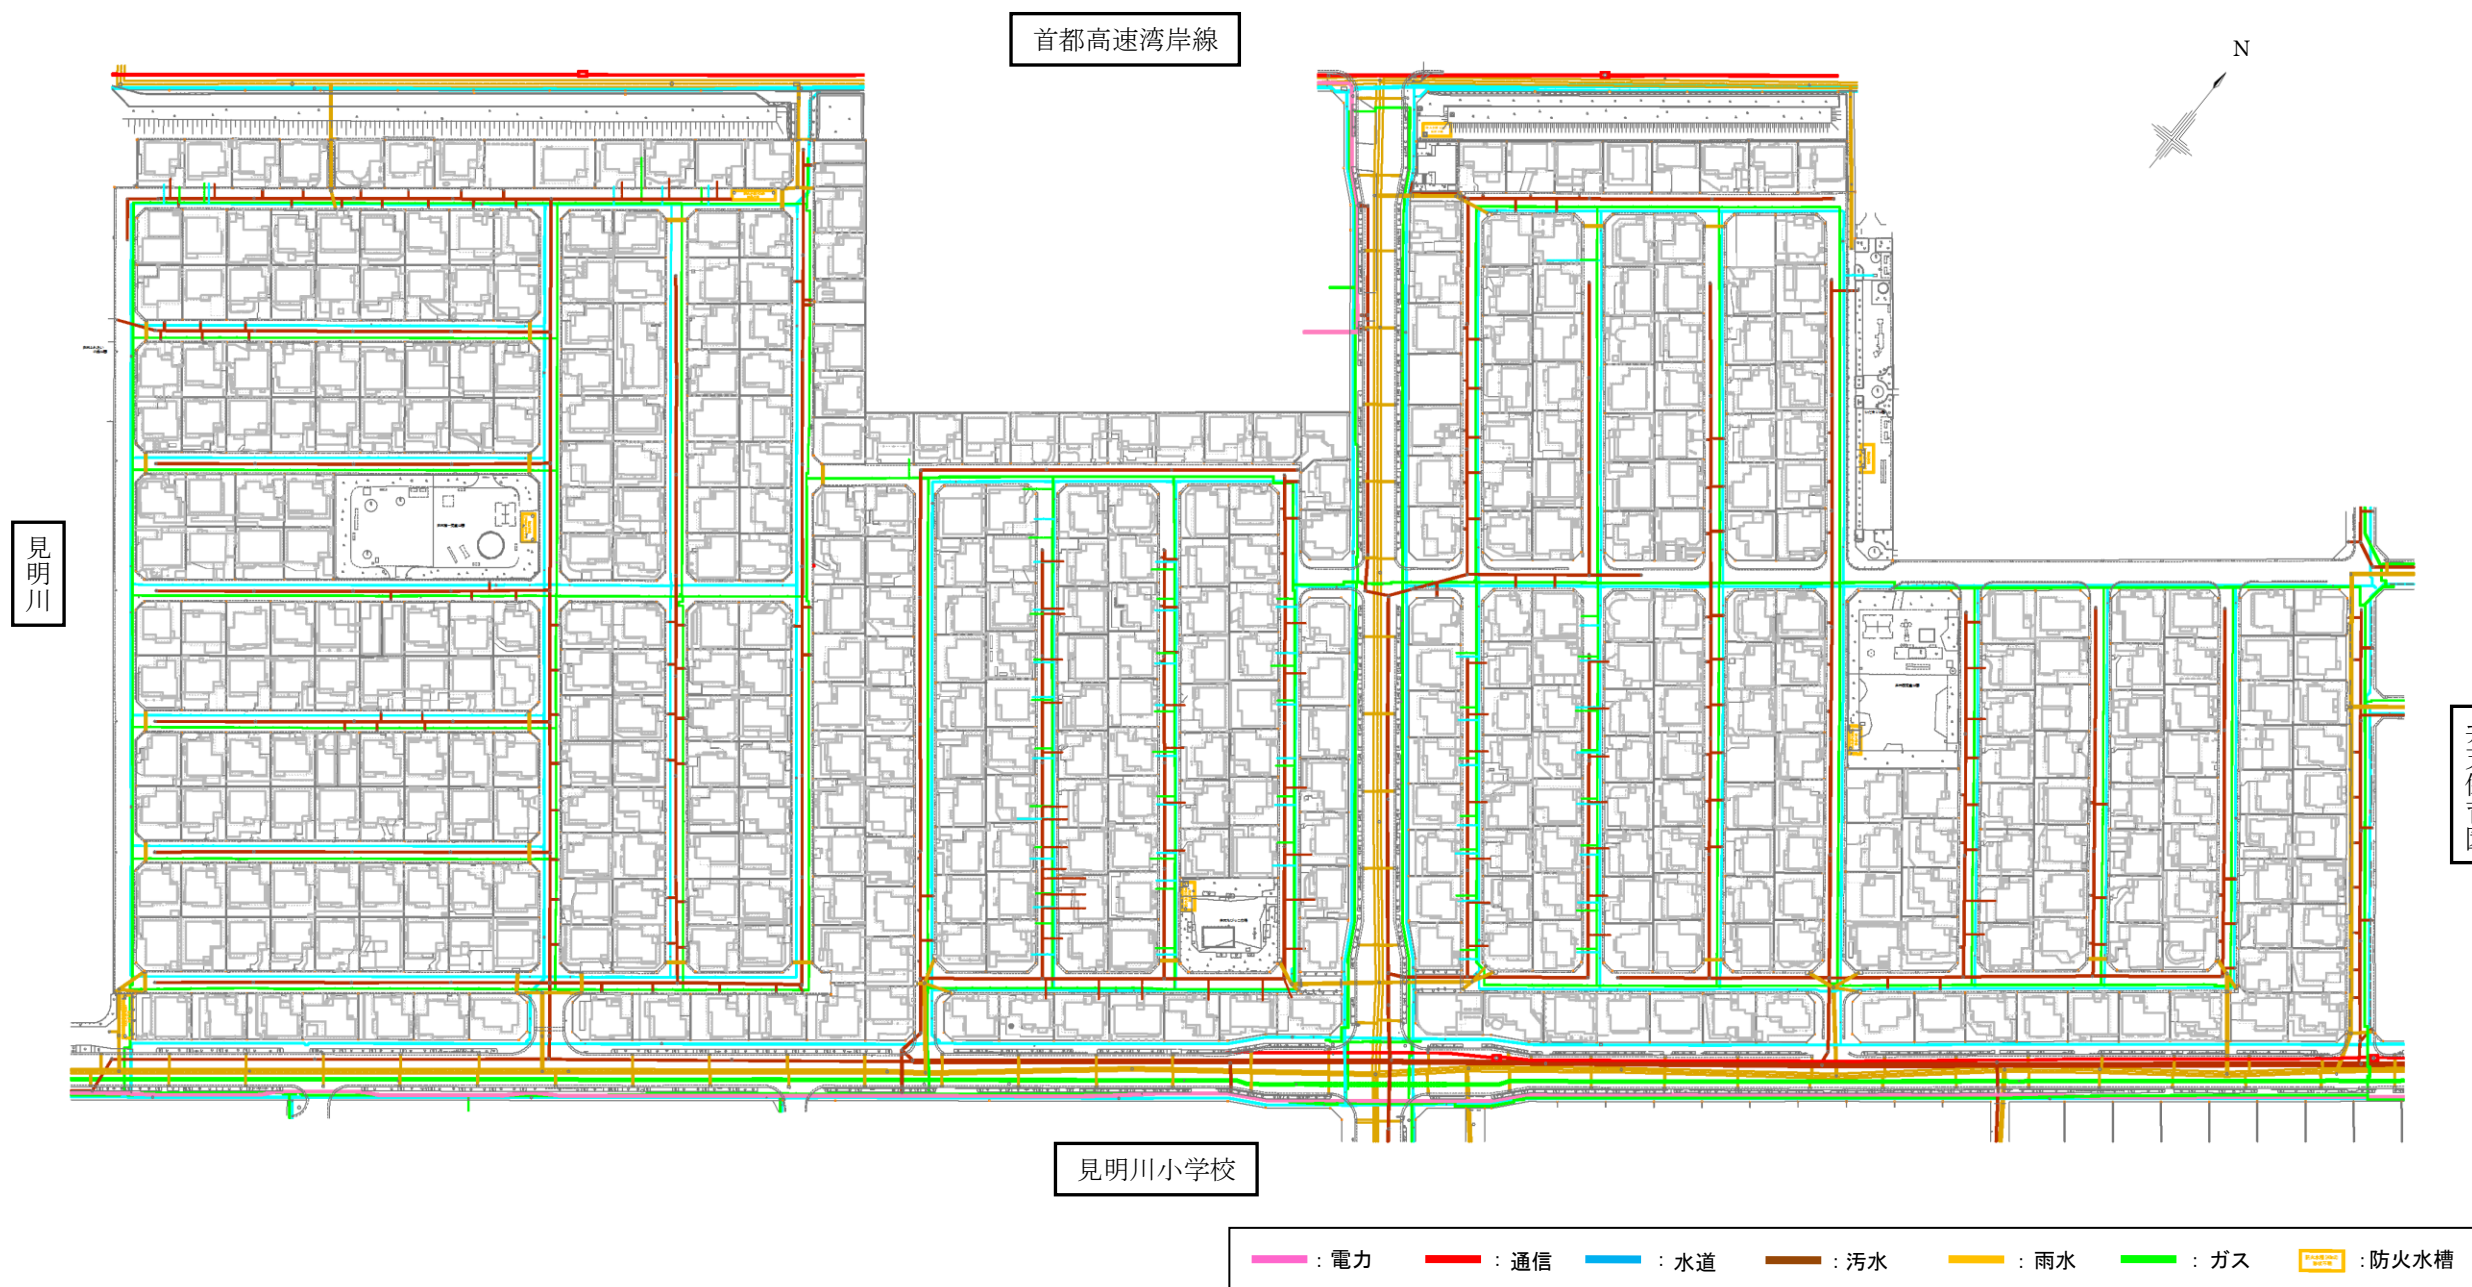 首都高速湾岸線
N
見明川
見明川小学校
: 電力
: 通信
: 水道
: 汚水
: 雨水
: ガス
: 防火水槽